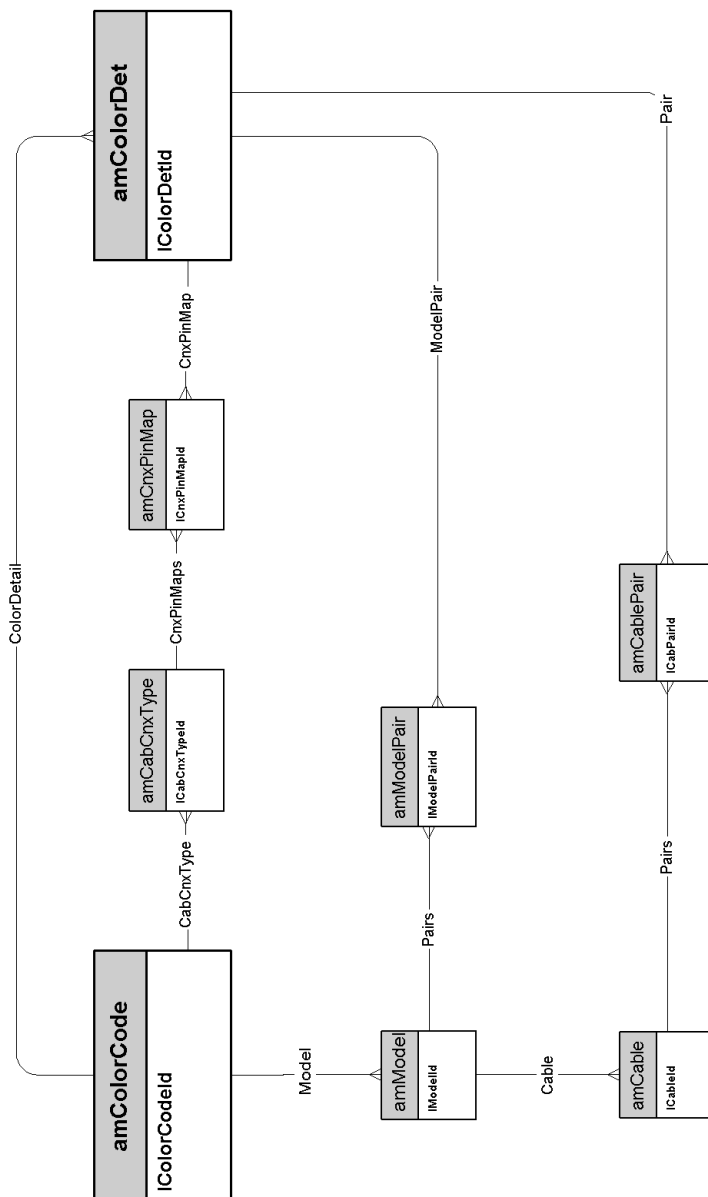 amColorDet
lColorDetId
Pair
ColorDetail
CnxPinMap
ModelPair
amCnxPinMap
lCnxPinMapId
CnxPinMaps
amCablePair
lCabPairId
amCabCnxType
lCabCnxTypeId
amModelPair
lModelPairId
CabCnxType
Pairs
Pairs
amColorCode
lColorCodeId
Model
amModel
lModelId
Cable
amCable
lCableId